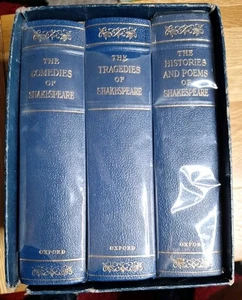 THE
COMEDIES
OF
SHAKESPEARE
OXFORD
THE
TRAGEDIES
OF
SHAKESPEARE
OXFORD
THE
HISTORIES
AND POEMS
OF
SHAKESPEARE
OXFORD